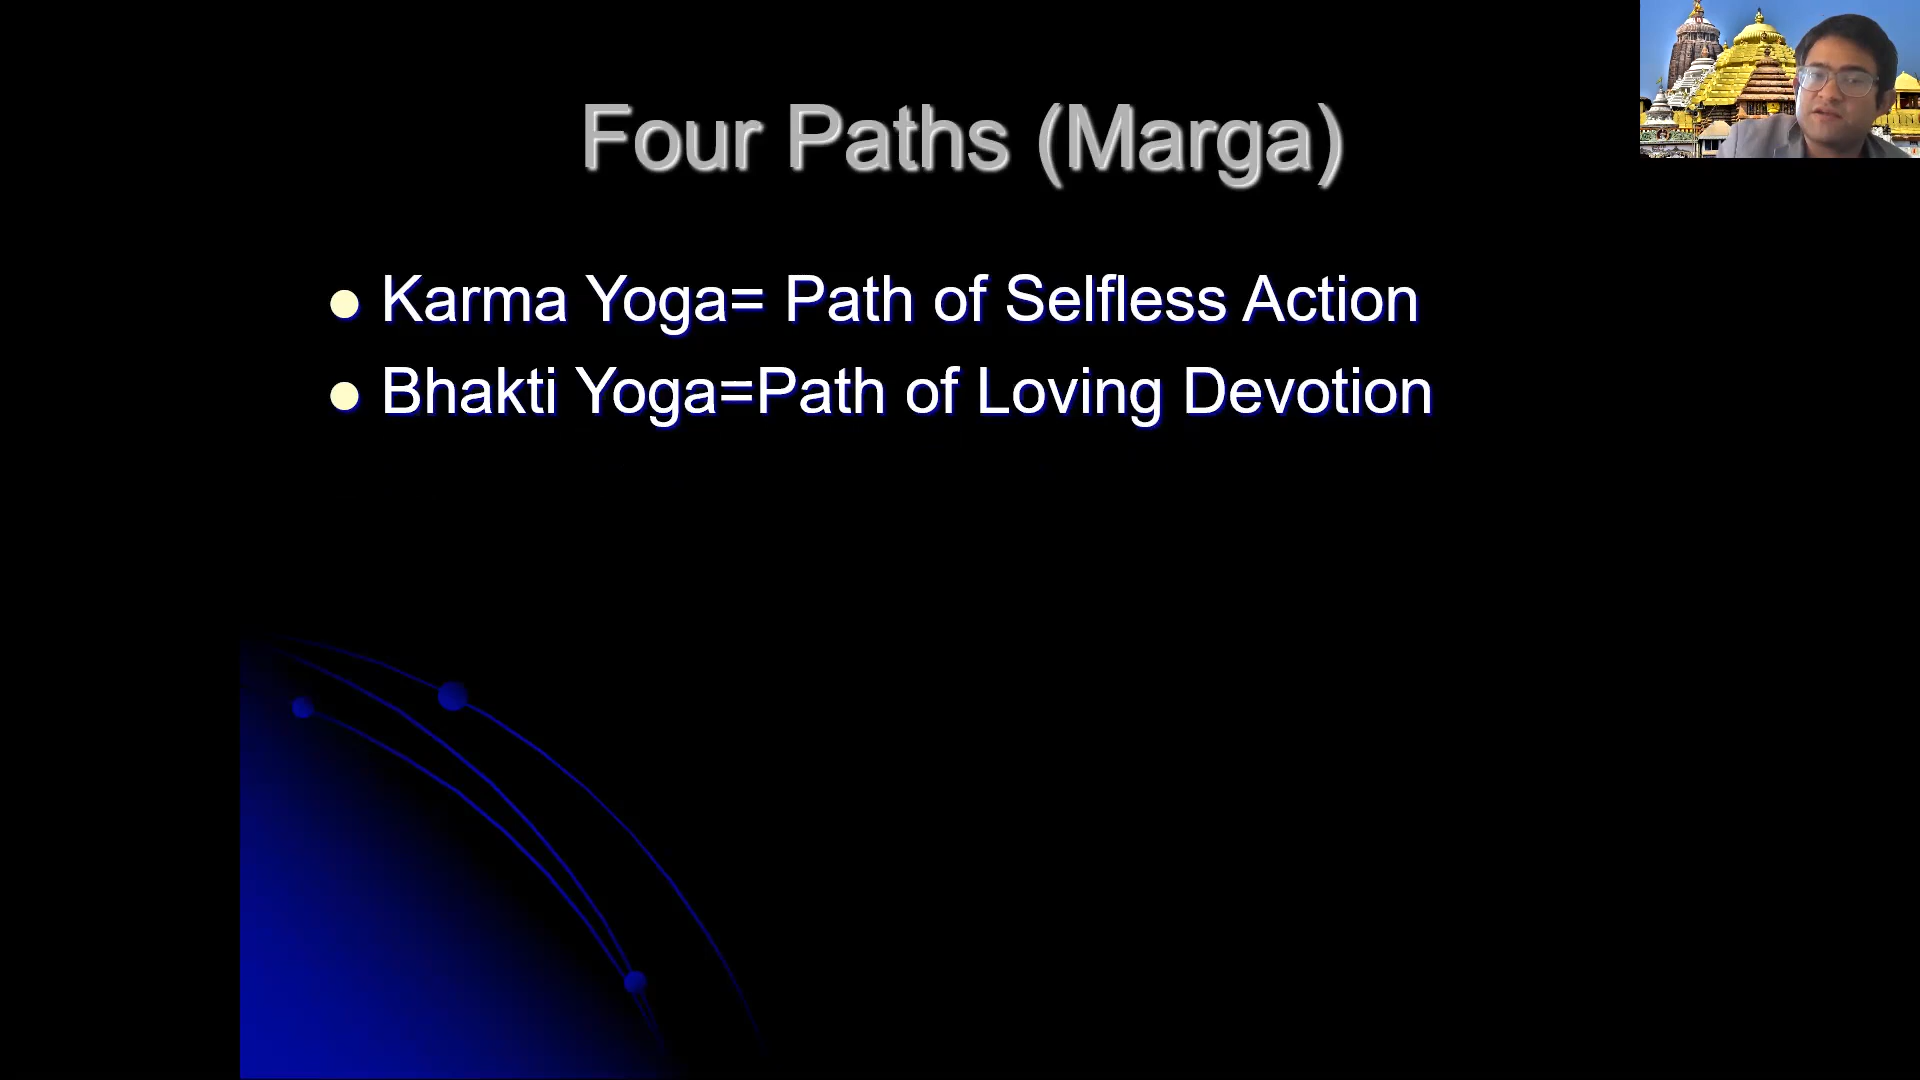 Four Paths (Marga)
Karma Yoga= Path of Selfless Action
Bhakti Yoga=Path of Loving Devotion